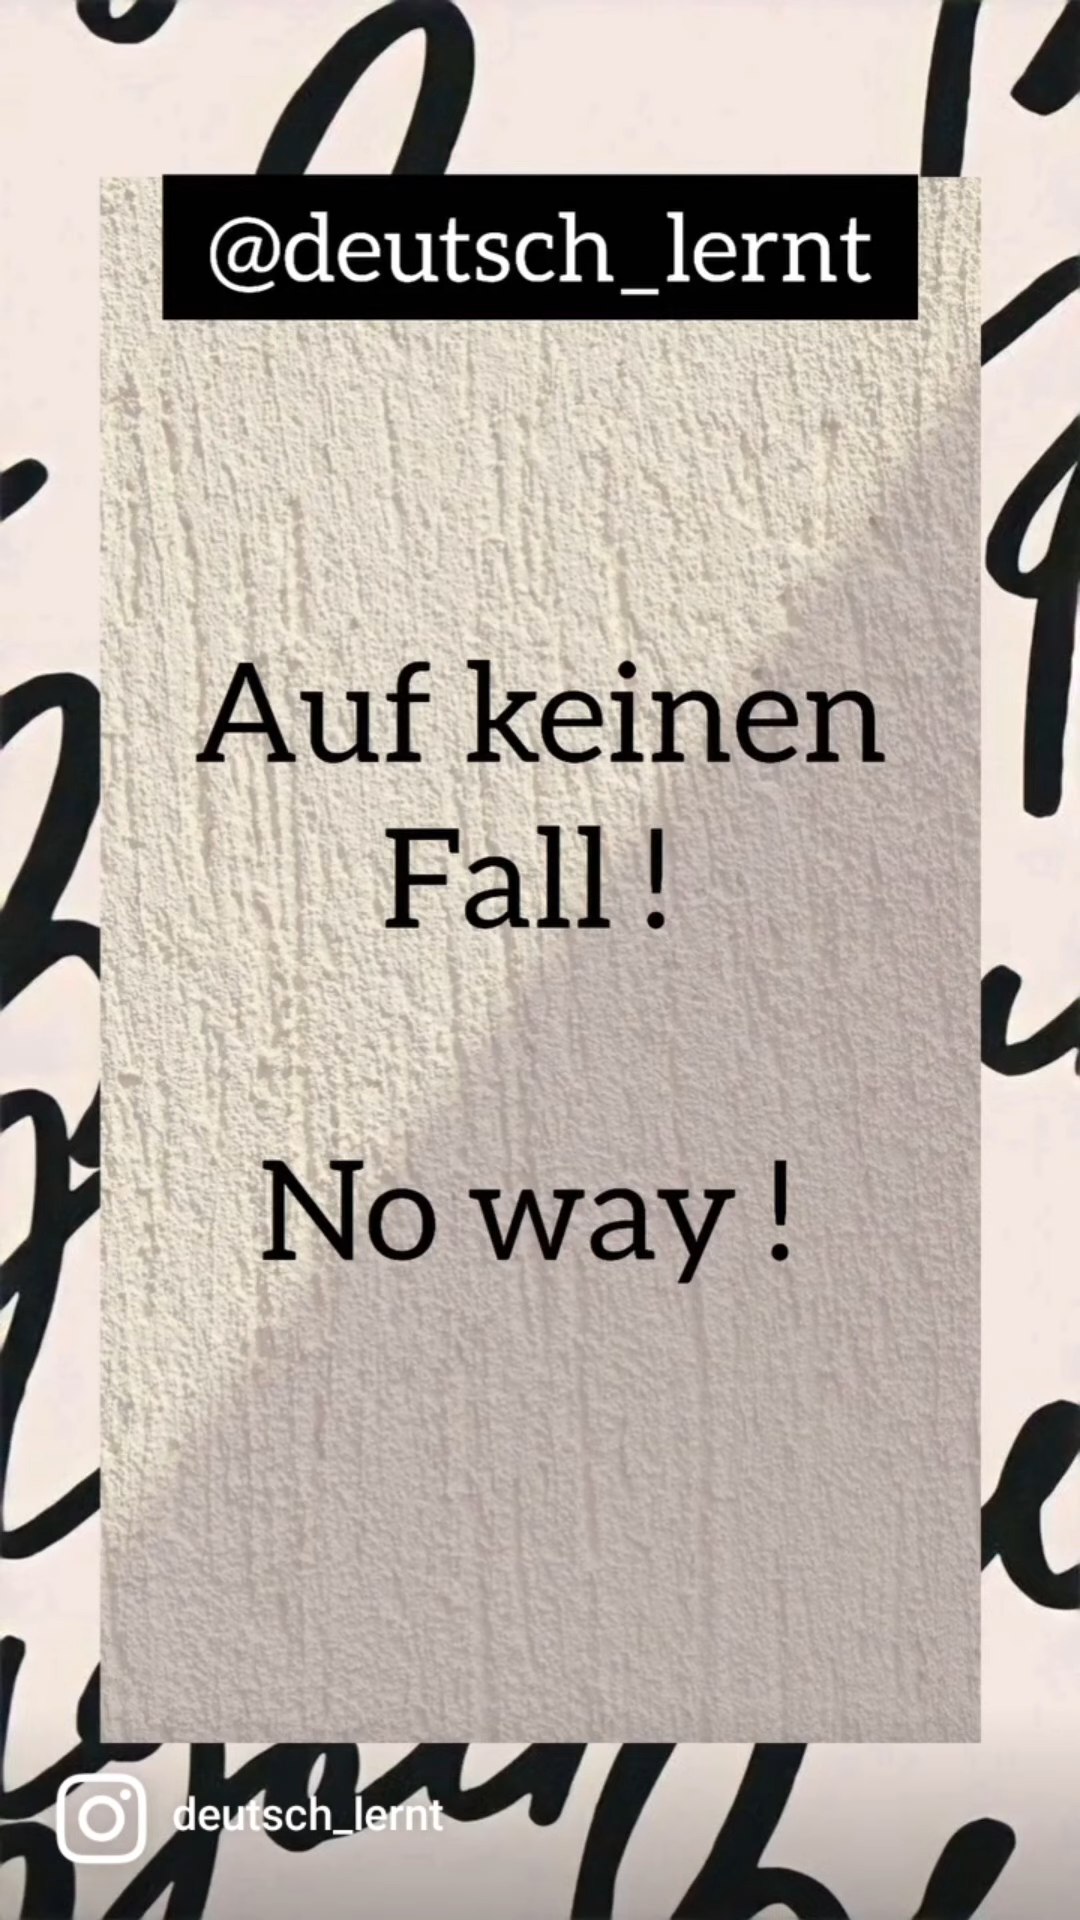 @deutsch_lernt
Auf keinen
Fall !
No way !
deutsch_lernt